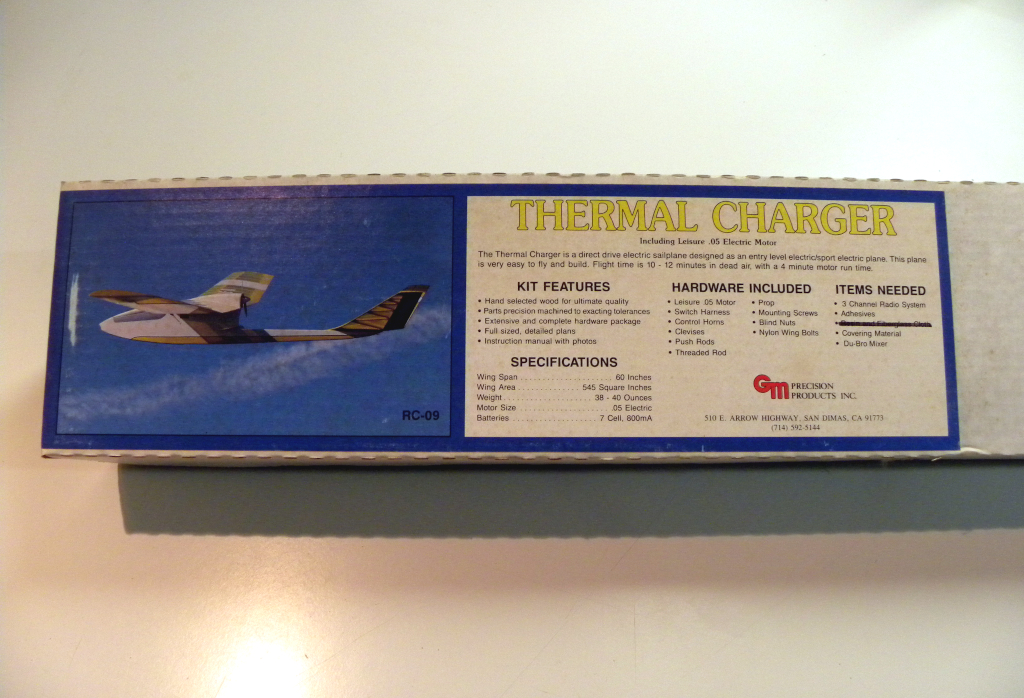 THERMAL CHARGER
Including Leisure .05 Electric Motor
The Thermal Charger is a direct drive electric sailplane designed as an entry level electric/sport electric plane. This plane
is very easy to fly and build. Flight time is 10 - 12 minutes in dead air, with a 4 minute motor run time.
KIT FEATURES
• Hand selected wood for ultimate quality
• Parts precision machined to exacting tolerances
• Extensive and complete hardware package
• Full sized, detailed plans
• Instruction manual with photos
SPECIFICATIONS
Wing Span ...................... 60 Inches
Wing Area ............... 545 Square Inches
Weight ..................... 38 - 40 Ounces
Motor Size ...................... .05 Electric
Batteries ..................... 7 Cell, 800mA
HARDWARE INCLUDED
• Leisure .05 Motor
• Switch Harness
• Control Horns
• Clevises
• Push Rods
• Threaded Rod
• Prop
• Mounting Screws
• Blind Nuts
• Nylon Wing Bolts
ITEMS NEEDED
• 3 Channel Radio System
• Adhesives
• Covering Material
• Du-Bro Mixer
Gm PRECISION
PRODUCTS INC.
510 E. ARROW HIGHWAY, SAN DIMAS, CA 91773
(714) 592-5144
RC-09